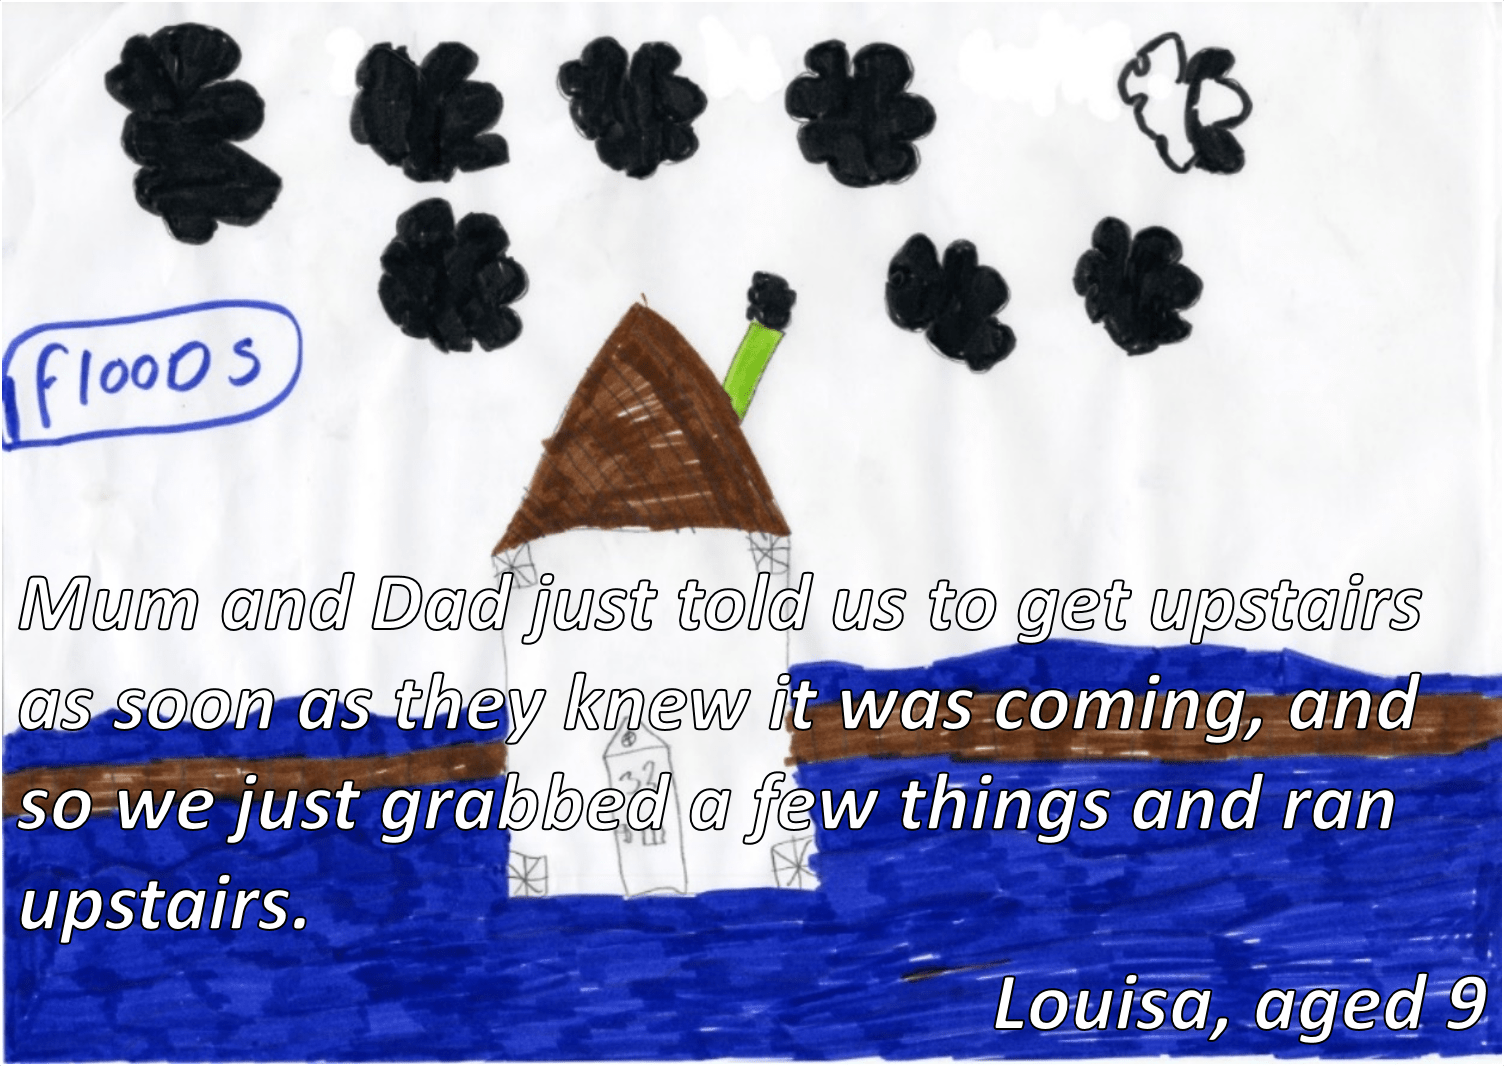 floods
Mum and Dad just told us to get upstairs
as soon as they knew it was coming, and
so we just grabbed a few things and ran
upstairs.
32
Louisa, aged 9